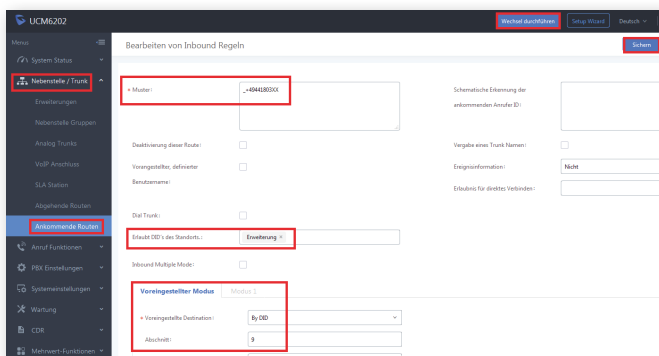 UCM6202
Wechsel durchführen
Setup Wizard
Deutsch
Menus
Bearbeiten von Inbound Regeln
Sichern
System Status
Nebenstelle / Trunk
Erweiterungen
Nebenstelle Gruppen
Analog Trunks
VoIP Anschluss
SLA Station
Abgehende Routen
Ankommende Routen
Anruf Funktionen
PBX Einstellungen
Systemeinstellungen
Wartung
CDR
Mehrwert-Funktionen
* Muster:
_+49441803XX
Schematische Erkennung der
ankommenden Anrufer ID:
Deaktivierung dieser Route:
Vergabe eines Trunk Namen:
Vorangestellter, definierter
Benutzername:
Ereignisinformation:
Nicht
Erlaubnis für direktes Verbinden:
Dial Trunk:
Erlaubt DID's des Standorts.:
Erweiterung ×
Inbound Multiple Mode:
Voreingestellter Modus
Modus 1
* Voreingestellte Destination:
By DID
Abschnitt:
9